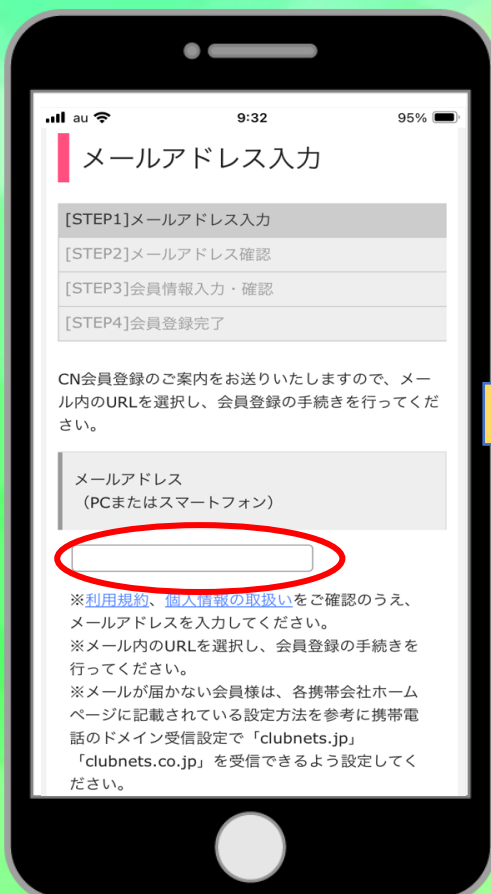 au 9:32 95%
メールアドレス入力
[STEP1]メールアドレス入力
[STEP2]メールアドレス確認
[STEP3]会員情報入力・確認
[STEP4]会員登録完了
CN会員登録のご案内をお送りいたしますので、メー
ル内のURLを選択し、会員登録の手続きを行ってくだ
さい。
メールアドレス
（PCまたはスマートフォン）
※利用規約、個人情報の取扱いをご確認のうえ、
メールアドレスを入力してください。
※メール内のURLを選択し、会員登録の手続きを
行ってください。
※メールが届かない会員様は、各携帯会社ホーム
ページに記載されている設定方法を参考に携帯電
話のドメイン受信設定で「clubnets.jp」
「clubnets.co.jp」を受信できるよう設定してく
ださい。